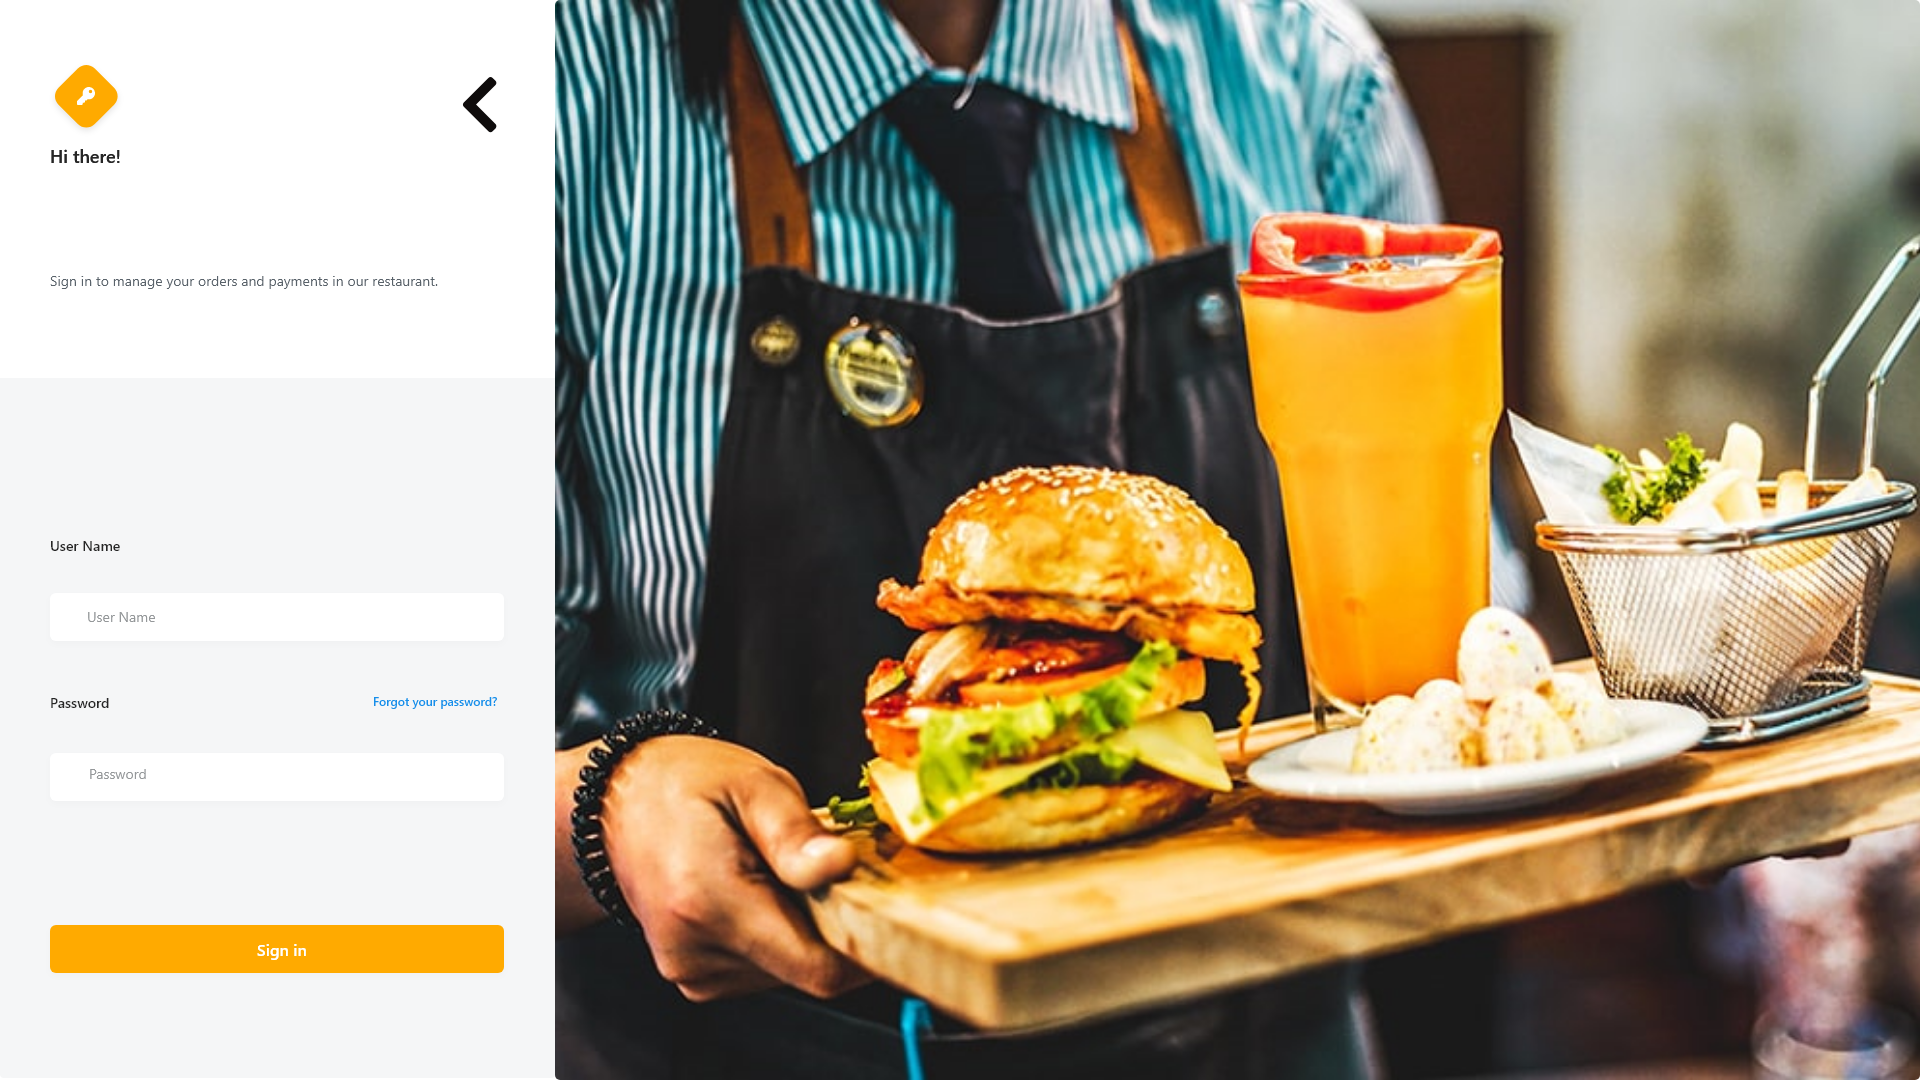 Hi there!
Sign in to manage your orders and payments in our restaurant.
User Name
User Name
Password
Forgot your password?
Password
Sign in